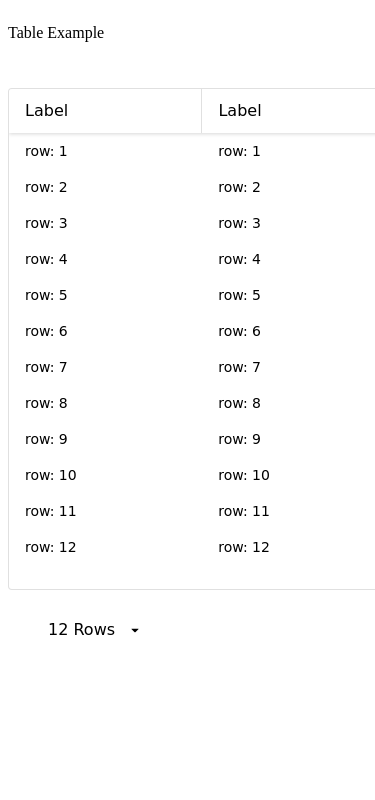 Table Example
Label Label
row: 1 row: 1
row: 2 row: 2
row: 3 row: 3
row: 4 row: 4
row: 5 row: 5
row: 6 row: 6
row: 7 row: 7
row: 8 row: 8
row: 9 row: 9
row: 10 row: 10
row: 11 row: 11
row: 12 row: 12
12 Rows